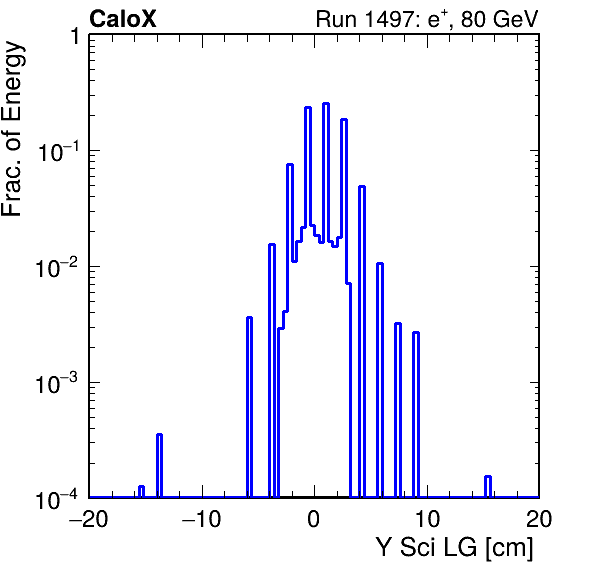 CaloX Run 1497: e⁺, 80 GeV
Frac. of Energy
1
10⁻¹
10⁻²
10⁻³
10⁻⁴
−20 −10 0 10 20
Y Sci LG [cm]